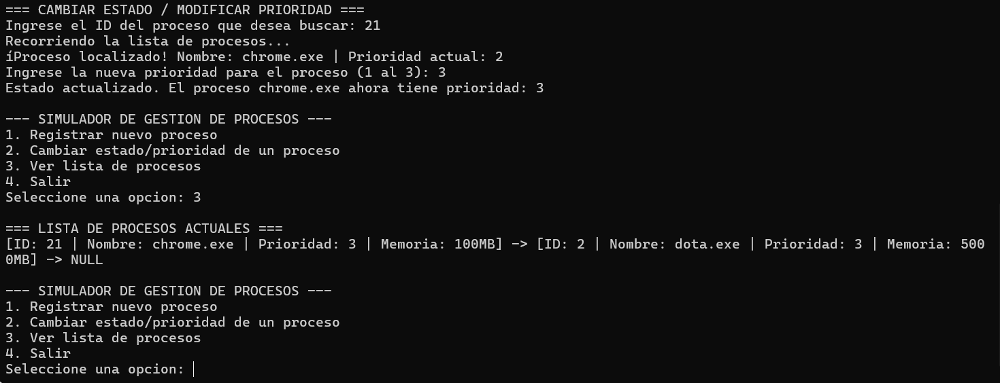 === CAMBIAR ESTADO / MODIFICAR PRIORIDAD ===
Ingrese el ID del proceso que desea buscar: 21
Recorriendo la lista de procesos...
íProceso localizado! Nombre: chrome.exe | Prioridad actual: 2
Ingrese la nueva prioridad para el proceso (1 al 3): 3
Estado actualizado. El proceso chrome.exe ahora tiene prioridad: 3
--- SIMULADOR DE GESTION DE PROCESOS ---
1. Registrar nuevo proceso
2. Cambiar estado/prioridad de un proceso
3. Ver lista de procesos
4. Salir
Seleccione una opcion: 3
=== LISTA DE PROCESOS ACTUALES ===
[ID: 21 | Nombre: chrome.exe | Prioridad: 3 | Memoria: 100MB] -> [ID: 2 | Nombre: dota.exe | Prioridad: 3 | Memoria: 500
0MB] -> NULL
--- SIMULADOR DE GESTION DE PROCESOS ---
1. Registrar nuevo proceso
2. Cambiar estado/prioridad de un proceso
3. Ver lista de procesos
4. Salir
Seleccione una opcion: